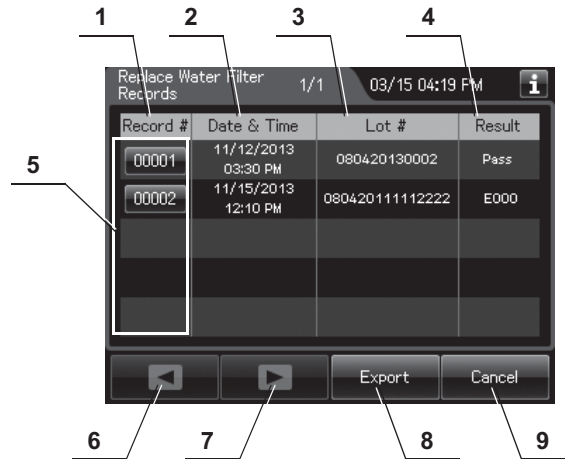 1 2 3 4
Replace Water Filter 1/1 03/15 04:19 PM i
Records
Record # Date & Time Lot # Result
5
00001 11/12/2013 080420130002 Pass
03:30 PM
00002 11/15/2013 080420111112222 E000
12:10 PM
Export Cancel
6 7 8 9